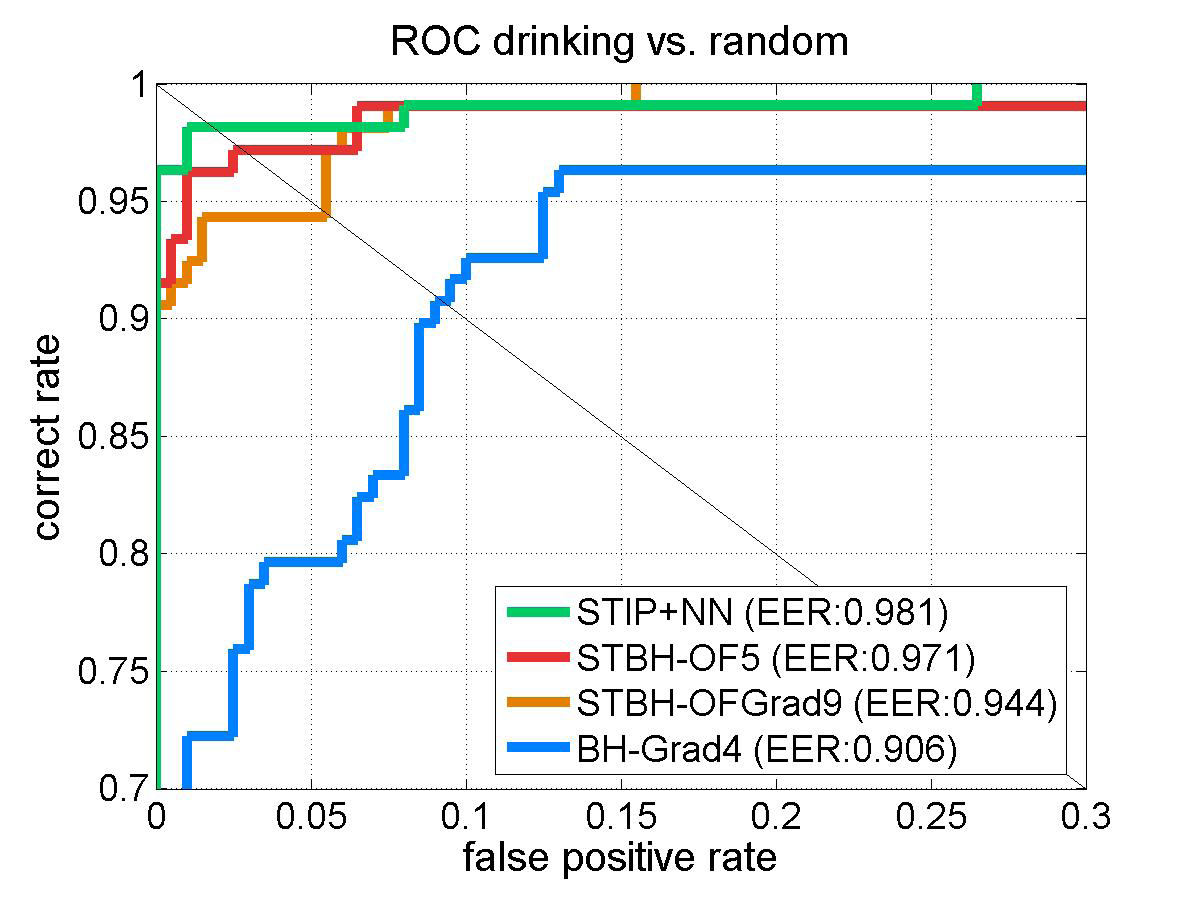 ROC drinking vs. random
1
0.95
0.9
0.85
0.8
0.75
0.7
correct rate
STIP+NN (EER:0.981)
STBH-OF5 (EER:0.971)
STBH-OFGrad9 (EER:0.944)
BH-Grad4 (EER:0.906)
0 0.05 0.1 0.15 0.2 0.25 0.3
false positive rate